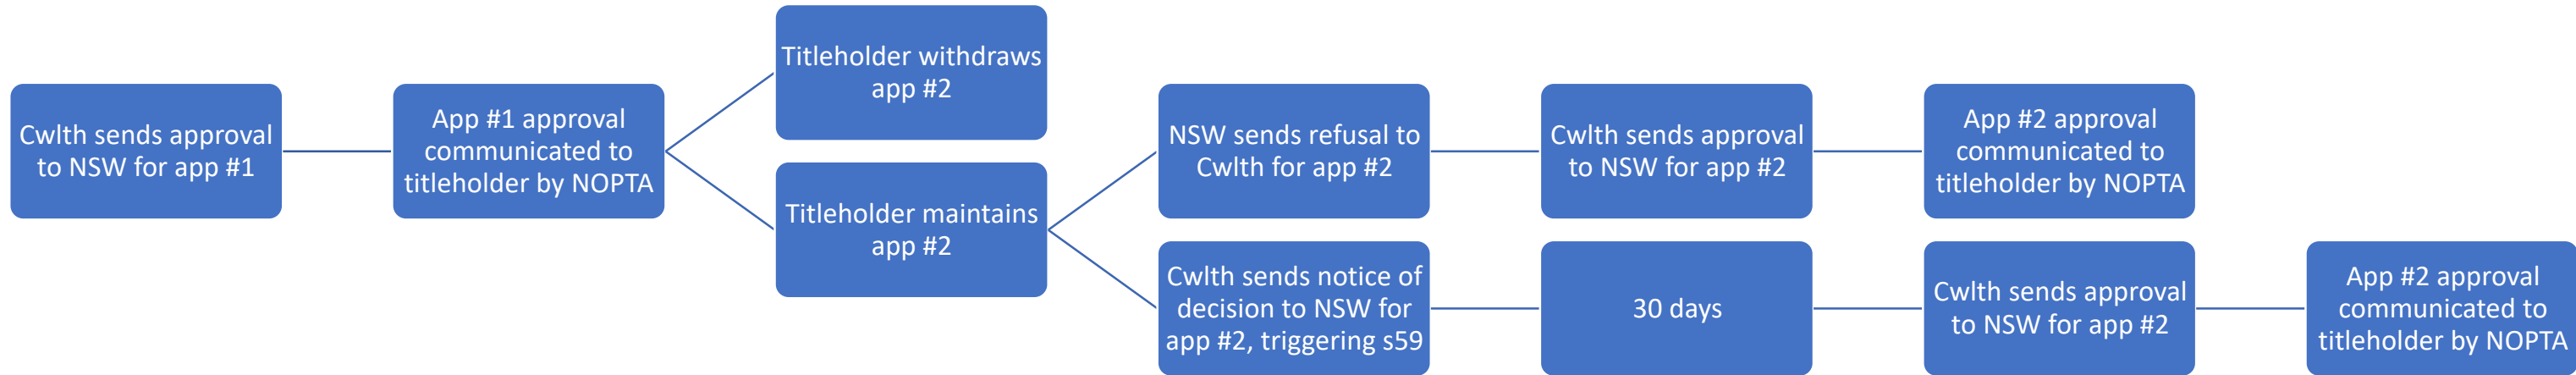 Cwlth sends approval
to NSW for app #1
App #1 approval
communicated to
titleholder by NOPTA
Titleholder withdraws
app #2
Titleholder maintains
app #2
NSW sends refusal to
Cwlth for app #2
Cwlth sends approval
to NSW for app #2
App #2 approval
communicated to
titleholder by NOPTA
Cwlth sends notice of
decision to NSW for
app #2, triggering s59
30 days
Cwlth sends approval
to NSW for app #2
App #2 approval
communicated to
titleholder by NOPTA